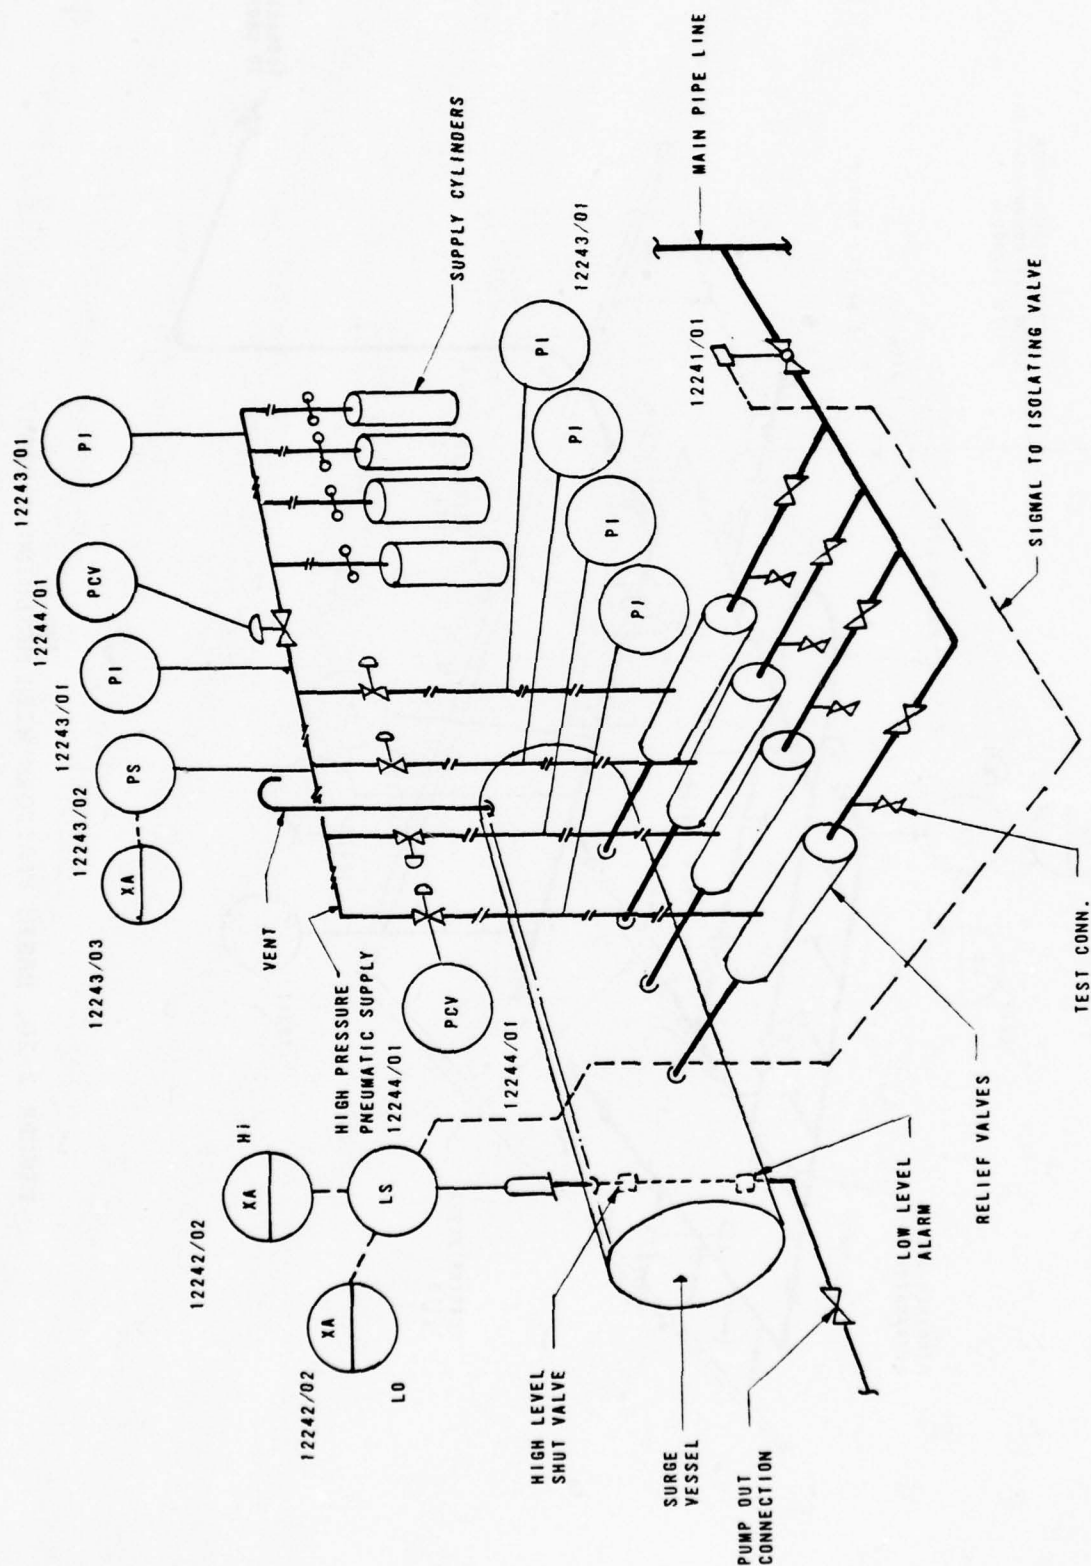 12243/01
PI
12244/01
PCV
12243/01
PI
12243/02
PS
12243/03
XA
SUPPLY CYLINDERS
PI
12243/01
PI
PI
PI
MAIN PIPE LINE
12241/01
SIGNAL TO ISOLATING VALVE
VENT
HIGH PRESSURE
PNEUMATIC SUPPLY
12244/01
PCV
12244/01
Hi
XA
12242/02
LS
XA
12242/02
LO
HIGH LEVEL
SHUT VALVE
SURGE
VESSEL
PUMP OUT
CONNECTION
LOW LEVEL
ALARM
RELIEF VALVES
TEST CONN.